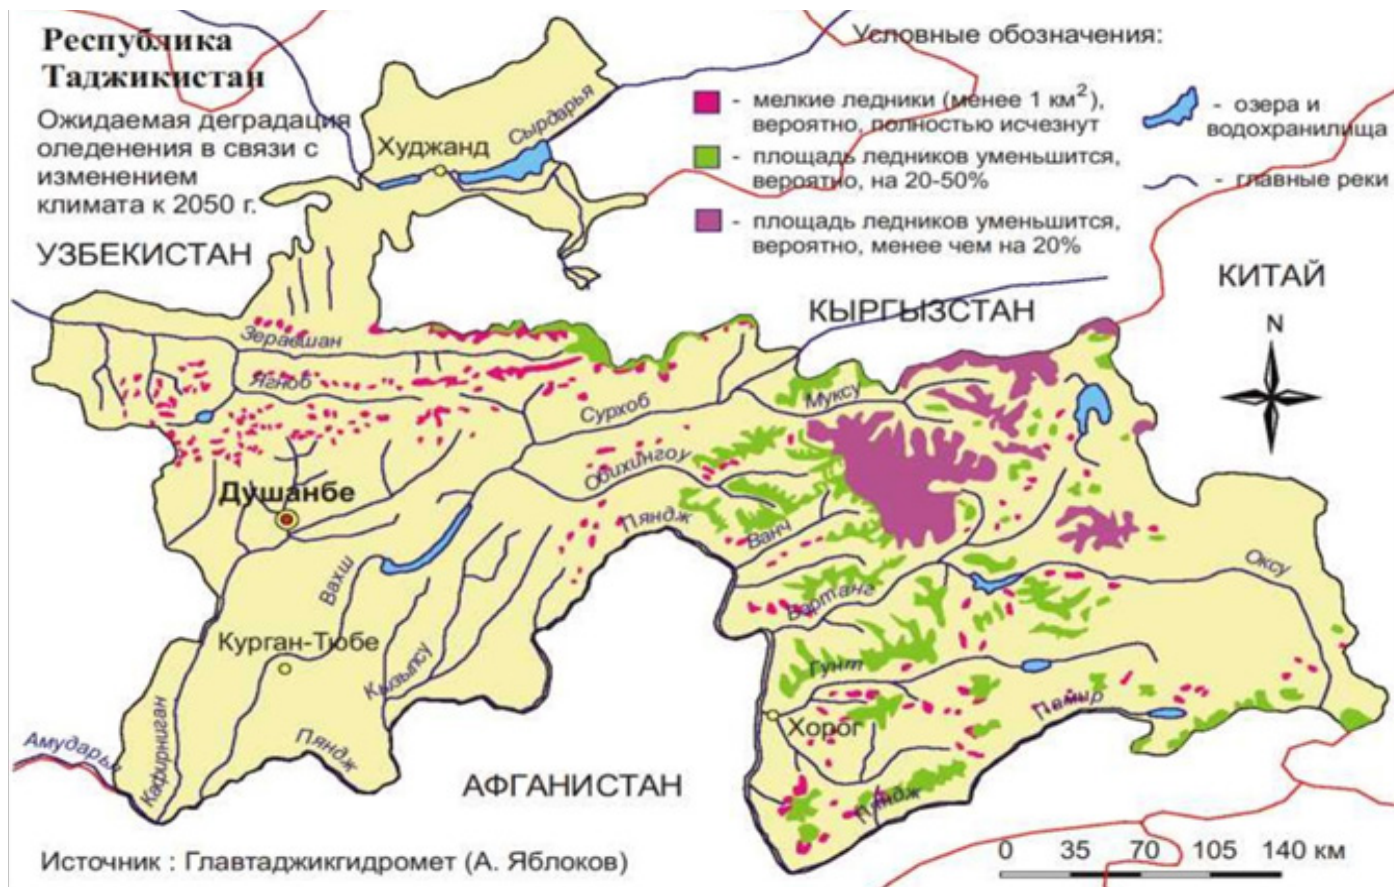 Республика
Таджикистан
Ожидаемая деградация
оледенения в связи с
изменением
климата к 2050 г.
Условные обозначения:
- мелкие ледники (менее 1 км²),
вероятно, полностью исчезнут
- площадь ледников уменьшится,
вероятно, на 20-50%
- площадь ледников уменьшится,
вероятно, менее чем на 20%
- озера и
водохранилища
- главные реки
Худжанд
Сырдарья
УЗБЕКИСТАН
КЫРГЫЗСТАН
КИТАЙ
N
Зеравшан
Ягноб
Сурхоб
Муксу
Обихингоу
Душанбе
Пяндж
Ванч
Вахш
Бартанг
Оксу
Курган-Тюбе
Кызылсу
Гунт
Памир
Хорог
Кафирниган
Амударья
Пяндж
АФГАНИСТАН
Пяндж
Источник : Главтаджикгидромет (А. Яблоков)
0 35 70 105 140 км